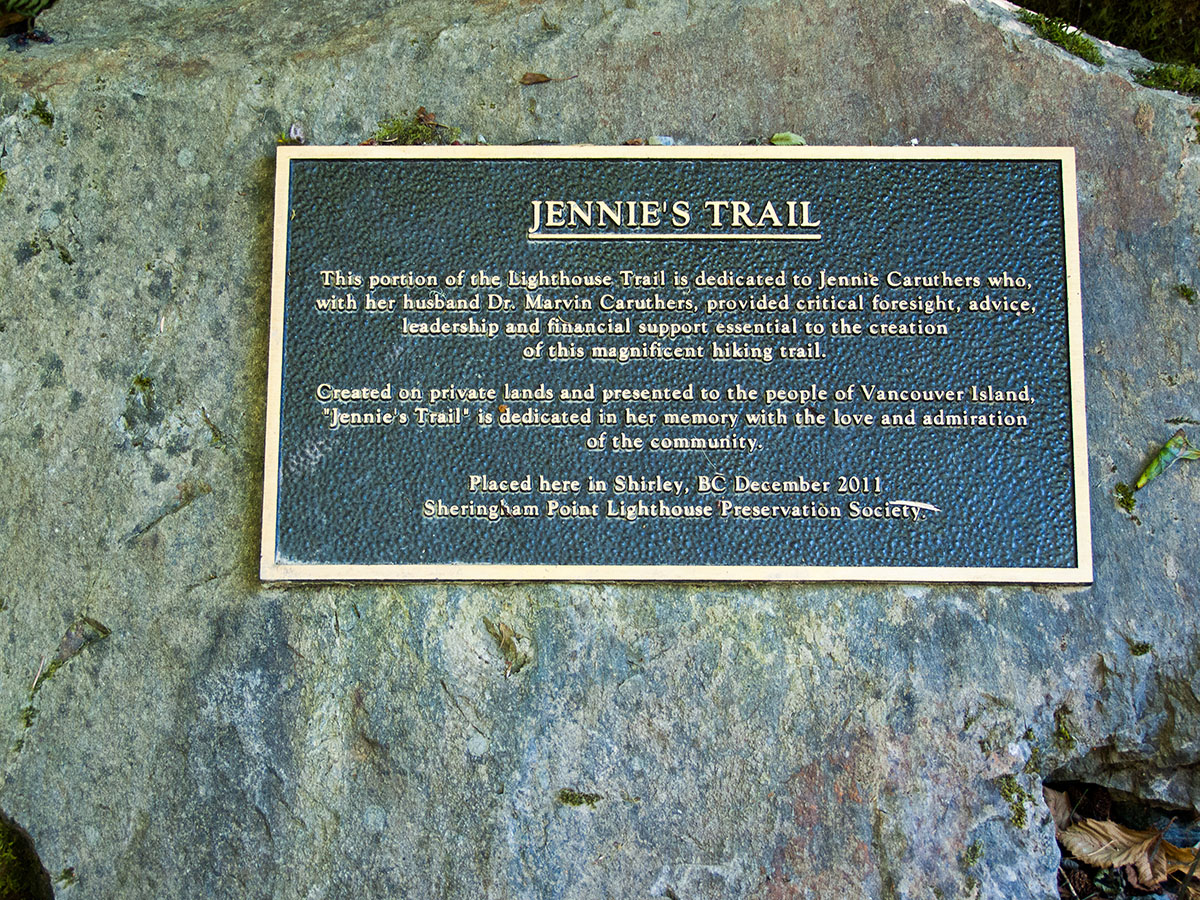 JENNIE'S TRAIL
This portion of the Lighthouse Trail is dedicated to Jennie Caruthers who,
with her husband Dr. Marvin Caruthers, provided critical foresight, advice,
leadership and financial support essential to the creation
of this magnificent hiking trail.
Created on private lands and presented to the people of Vancouver Island,
"Jennie's Trail" is dedicated in her memory with the love and admiration
of the community.
Placed here in Shirley, BC December 2011
Sheringham Point Lighthouse Preservation Society.